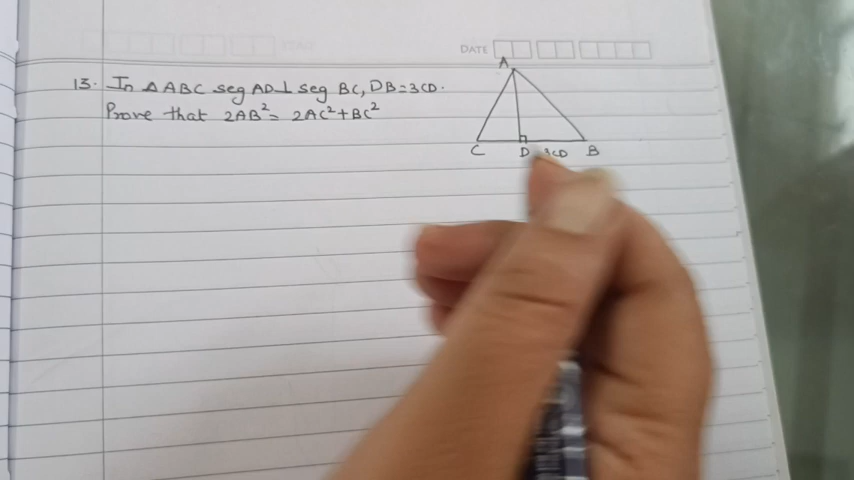 DATE
13. In △ABC seg AD⊥ seg BC, DB=3CD.
Prove that 2AB²= 2AC²+BC²
A
C D 3CD B